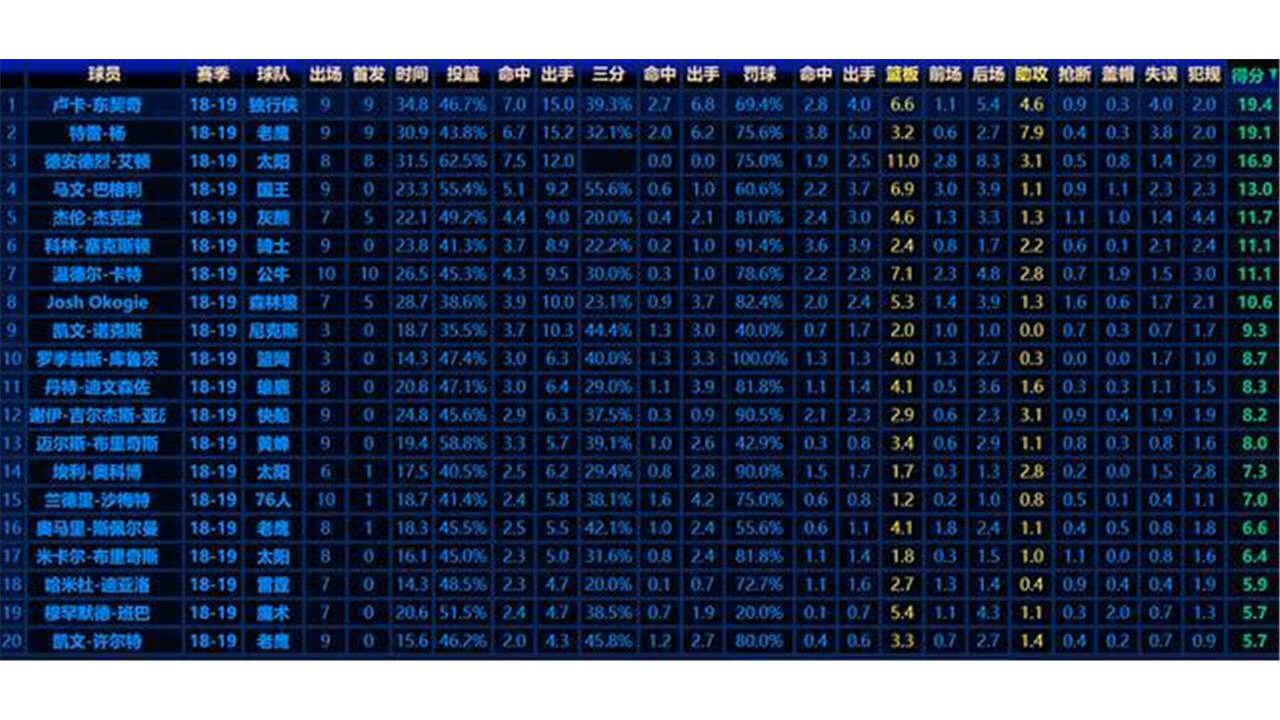 球员 赛季 球队 出场 首发 时间 投篮 命中 出手 三分 命中 出手 罚球 命中 出手 篮板 前场 后场 助攻 抢断 盖帽 失误 犯规 得分
1 卢卡-东契奇 18-19 独行侠 9 9 34.8 46.7% 7.0 15.0 39.3% 2.7 6.8 69.4% 2.8 4.0 6.6 1.1 5.4 4.6 0.9 0.3 4.0 2.0 19.4
2 特雷-杨 18-19 老鹰 9 9 30.9 43.8% 6.7 15.2 32.1% 2.0 6.2 75.6% 3.8 5.0 3.2 0.6 2.7 7.9 0.4 0.3 3.8 2.0 19.1
3 德安德烈-艾顿 18-19 太阳 8 8 31.5 62.5% 7.5 12.0 0.0 0.0 75.0% 1.9 2.5 11.0 2.8 8.3 3.1 0.5 0.8 1.4 2.9 16.9
4 马文-巴格利 18-19 国王 9 0 23.3 55.4% 5.1 9.2 55.6% 0.6 1.0 60.6% 2.2 3.7 6.9 3.0 3.9 1.1 0.9 1.1 2.3 2.3 13.0
5 杰伦-杰克逊 18-19 灰熊 7 5 22.1 49.2% 4.4 9.0 20.0% 0.4 2.1 81.0% 2.4 3.0 4.6 1.3 3.3 1.3 1.1 1.0 1.4 4.4 11.7
6 科林-塞克斯顿 18-19 骑士 9 0 23.8 41.3% 3.7 8.9 22.2% 0.2 1.0 91.4% 3.6 3.9 2.4 0.8 1.7 2.2 0.6 0.1 2.1 2.4 11.1
7 温德尔-卡特 18-19 公牛 10 10 26.5 45.3% 4.3 9.5 30.0% 0.3 1.0 78.6% 2.2 2.8 7.1 2.3 4.8 2.8 0.7 1.9 1.5 3.0 11.1
8 Josh Okogie 18-19 森林狼 7 5 28.7 38.6% 3.9 10.0 23.1% 0.9 3.7 82.4% 2.0 2.4 5.3 1.4 3.9 1.3 1.6 0.6 1.7 2.1 10.6
9 凯文-诺克斯 18-19 尼克斯 3 0 18.7 35.5% 3.7 10.3 44.4% 1.3 3.0 40.0% 0.7 1.7 2.0 1.0 1.0 0.0 0.7 0.3 0.7 1.7 9.3
10 罗季翁斯-库鲁茨 18-19 篮网 3 0 14.3 47.4% 3.0 6.3 40.0% 1.3 3.3 100.0% 1.3 1.3 4.0 1.3 2.7 0.3 0.0 0.0 1.7 1.0 8.7
11 丹特-迪文森佐 18-19 雄鹿 8 0 20.8 47.1% 3.0 6.4 29.0% 1.1 3.9 81.8% 1.1 1.4 4.1 0.5 3.6 1.6 0.3 0.3 1.1 1.5 8.3
12 谢伊-吉尔杰斯-亚历 18-19 快船 9 0 24.8 45.6% 2.9 6.3 37.5% 0.3 0.9 90.5% 2.1 2.3 2.9 0.6 2.3 3.1 0.9 0.4 1.9 1.9 8.2
13 迈尔斯-布里奇斯 18-19 黄蜂 9 0 19.4 58.8% 3.3 5.7 39.1% 1.0 2.6 42.9% 0.3 0.8 3.4 0.6 2.9 1.1 0.8 0.3 0.8 1.6 8.0
14 埃利-奥科博 18-19 太阳 6 1 17.5 40.5% 2.5 6.2 29.4% 0.8 2.8 90.0% 1.5 1.7 1.7 0.3 1.3 2.8 0.2 0.0 1.5 2.8 7.3
15 兰德里-沙梅特 18-19 76人 10 1 18.7 41.4% 2.4 5.8 38.1% 1.6 4.2 75.0% 0.6 0.8 1.2 0.2 1.0 0.8 0.5 0.1 0.4 1.1 7.0
16 奥马里-斯佩尔曼 18-19 老鹰 8 1 18.3 45.5% 2.5 5.5 42.1% 1.0 2.4 55.6% 0.6 1.1 4.1 1.8 2.4 1.1 0.4 0.5 0.8 1.8 6.6
17 米卡尔-布里奇斯 18-19 太阳 8 0 16.1 45.0% 2.3 5.0 31.6% 0.8 2.4 81.8% 1.1 1.4 1.8 0.3 1.5 1.0 1.1 0.0 0.8 1.6 6.4
18 哈米杜-迪亚洛 18-19 雷霆 7 0 14.3 48.5% 2.3 4.7 20.0% 0.1 0.7 72.7% 1.1 1.6 2.7 1.3 1.4 0.4 0.9 0.4 0.4 1.9 5.9
19 穆罕默德-班巴 18-19 魔术 7 0 20.6 51.5% 2.4 4.7 38.5% 0.7 1.9 20.0% 0.1 0.7 5.4 1.1 4.3 1.1 0.3 2.0 0.7 1.3 5.7
20 凯文-许尔特 18-19 老鹰 9 0 15.6 46.2% 2.0 4.3 45.8% 1.2 2.7 80.0% 0.4 0.6 3.3 0.7 2.7 1.4 0.4 0.2 0.7 0.9 5.7